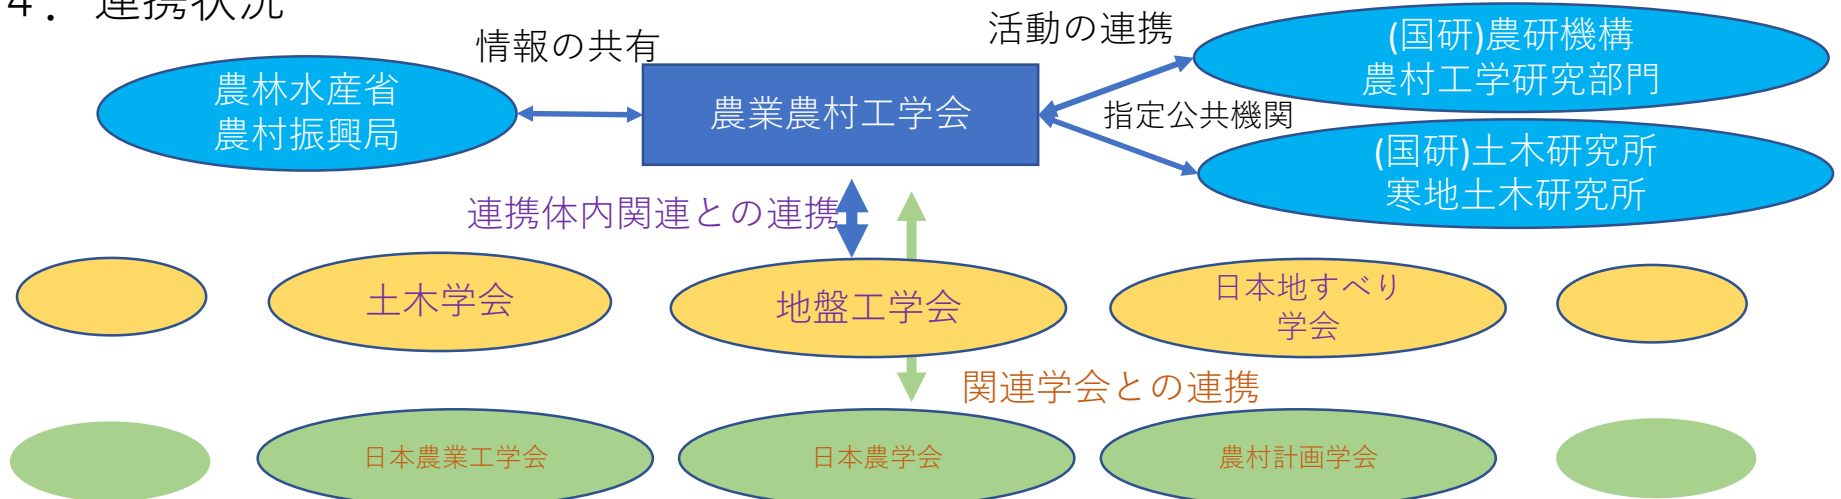 4．連携状況
情報の共有
活動の連携
(国研)農研機構
農村工学研究部門
農林水産省
農村振興局
農業農村工学会
指定公共機関
(国研)土木研究所
寒地土木研究所
連携体内関連との連携
土木学会
地盤工学会
日本地すべり
学会
関連学会との連携
日本農業工学会
日本農学会
農村計画学会